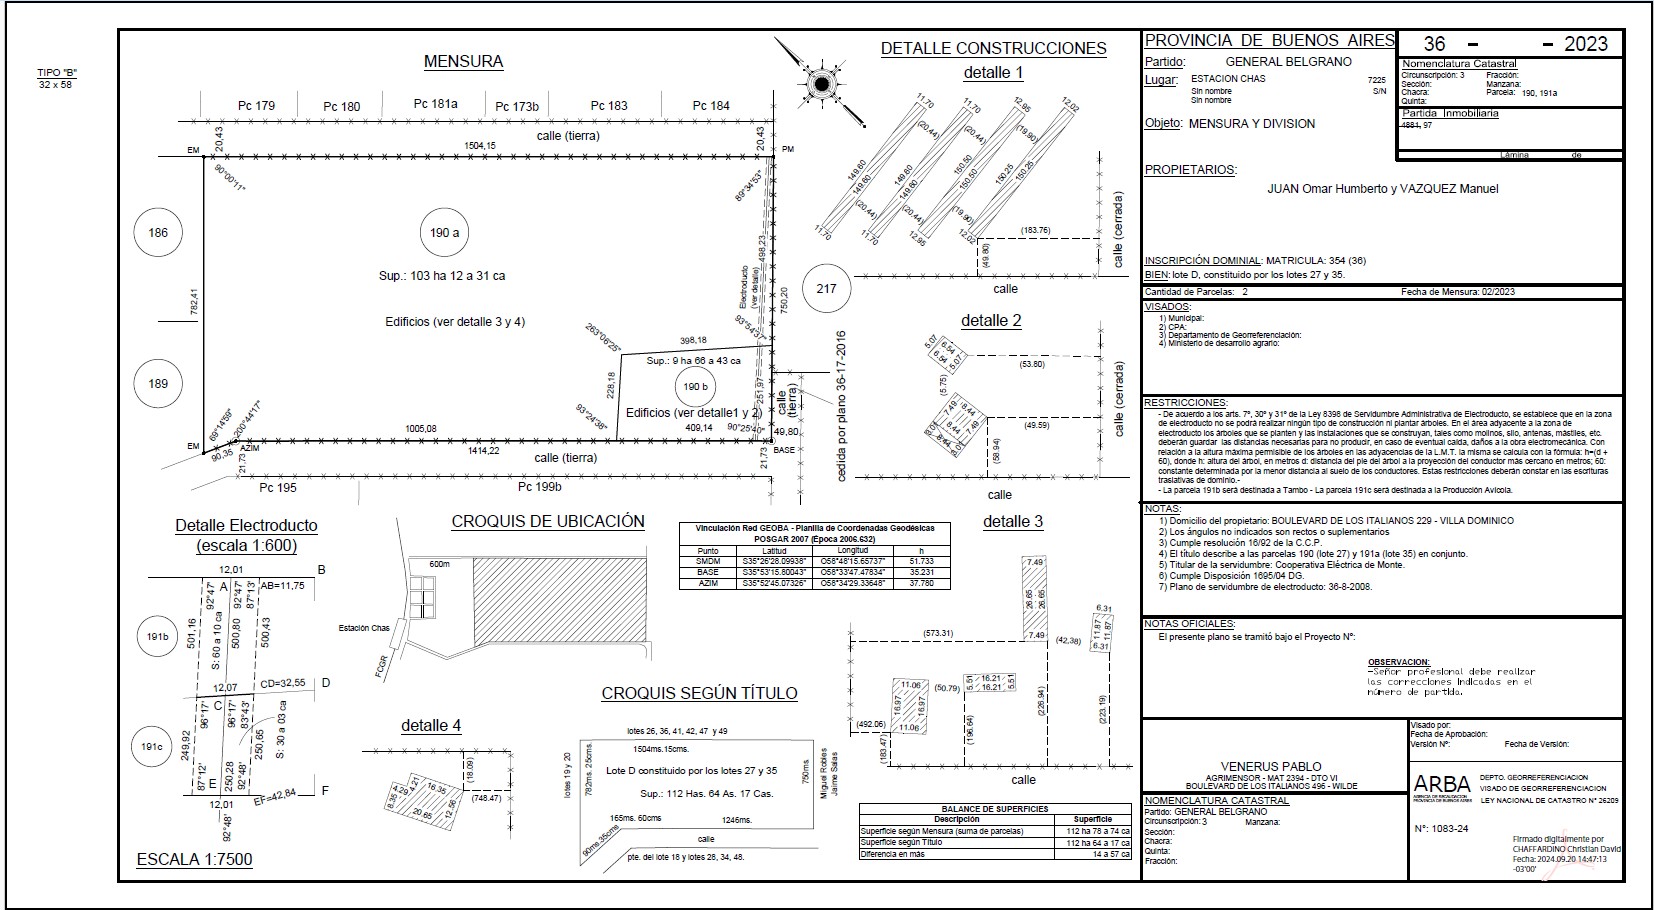 TIPO "B"
32 x 58
MENSURA
Pc 179
Pc 180
Pc 181a
Pc 173b
Pc 183
Pc 184
20,43
calle (tierra)
20,43
EM
1504,15
PM
90°00'11"
89°34'53"
186
190 a
Sup.: 103 ha 12 a 31 ca
498,23
Electroducto
(ver detalle)
782,41
750,20
Edificios (ver detalle 3 y 4)
263°06'25"
93°54'37"
398,18
Sup.: 9 ha 66 a 43 ca
189
228,18
190 b
251,97
calle
(tierra)
93°24'38"
Edificios (ver detalle1 y 2)
69°14'59"
200°44'17"
1005,08
409,14
90°25'40"
49,80
EM
AZIM
BASE
90,35
1414,22
21,73
calle (tierra)
21,73
Pc 195
Pc 199b
cedida por plano 36-17-2016
217
DETALLE CONSTRUCCIONES
detalle 1
11.70
11.70
12.95
12.02
(20.44)
(20.44)
(19.90)
149.60
149.60
149.60
149.60
150.50
150.50
150.25
150.25
(20.44)
(20.44)
(19.90)
11.70
11.70
12.95
12.02
(183.76)
(49.80)
calle (cerrada)
calle
detalle 2
5.07
6.54
6.54
5.07
(53.80)
(5.75)
7.49
8.44
8.44
7.49
(49.59)
(58.94)
calle (cerrada)
calle
Detalle Electroducto
(escala 1:600)
12,01
B
A
AB=11,75
92°47'
92°47'
87°13'
501,16
S: 60 a 10 ca
500,80
500,43
191b
12,07
CD=32,55
D
C
96°17'
96°17'
83°43'
249,92
250,65
S: 30 a 03 ca
191c
87°12'
E
250,28
92°48'
12,01
EF=42,84
F
92°48'
ESCALA 1:7500
CROQUIS DE UBICACIÓN
600m
Estación Chas
FCGR
Vinculación Red GEOBA - Planilla de Coordenadas Geodésicas
POSGAR 2007 (Época 2006.632)
Punto Latitud Longitud h
SMDM S35°26'28.09938" O58°48'15.65737" 51.733
BASE S35°53'15.80043" O58°33'47.47834" 35.231
AZIM S35°52'45.07326" O58°34'29.33648" 37.780
detalle 3
7.49
26.65
26.65
7.49
6.31
11.87
11.87
6.31
(573.31)
(42,38)
11.06
16.97
16.97
11.06
(50.79)
5.51
16.21
16.21
5.51
(492.06)
(183.47)
(196.64)
(226.94)
(223.19)
calle
detalle 4
4.29
4.21
16.35
8.35
20.65
12.56
(18.09)
(748.47)
CROQUIS SEGÚN TÍTULO
lotes 26, 36, 41, 42, 47 y 49
1504ms.15cms.
lotes 19 y 20
782ms. 25cms.
Lote D constituido por los lotes 27 y 35
Sup.: 112 Has. 64 As. 17 Cas.
750ms.
Miguel Robles
Jaime Salas
165ms. 60cms
1246ms.
90ms.35cms
calle
pte. del lote 18 y lotes 28, 34, 48.
BALANCE DE SUPERFICIES
Descripción Superficie
Superficie según Mensura (suma de parcelas) 112 ha 78 a 74 ca
Superficie según Título 112 ha 64 a 17 ca
Diferencia en más 14 a 57 ca
PROVINCIA DE BUENOS AIRES
36 - - 2023
Partido: GENERAL BELGRANO
Lugar: ESTACION CHAS 7225
Sin nombre S/N
Sin nombre
Objeto: MENSURA Y DIVISION
Nomenclatura Catastral
Circunscripción: 3 Fracción:
Sección: Manzana:
Chacra: Parcela: 190, 191a
Quinta:
Partida Inmobiliaria
4881, 97
Lámina de
PROPIETARIOS:
JUAN Omar Humberto y VAZQUEZ Manuel
INSCRIPCIÓN DOMINIAL: MATRICULA: 354 (36)
BIEN: lote D, constituido por los lotes 27 y 35.
Cantidad de Parcelas: 2 Fecha de Mensura: 02/2023
VISADOS:
1) Municipal:
2) CPA:
3) Departamento de Georreferenciación:
4) Ministerio de desarrollo agrario:
RESTRICCIONES:
- De acuerdo a los arts. 7º, 30º y 31º de la Ley 8398 de Servidumbre Administrativa de Electroducto, se establece que en la zona
de electroducto no se podrá realizar ningún tipo de construcción ni plantar árboles. En el área adyacente a la zona de
electroducto los árboles que se planten y las instalaciones que se construyan, tales como molinos, silo, antenas, mástiles, etc.
deberán guardar las distancias necesarias para no producir, en caso de eventual caída, daños a la obra electromecánica. Con
relación a la altura máxima permisible de los árboles en las adyacencias de la L.M.T. la misma se calcula con la fórmula: h=(d +
60), donde h: altura del árbol, en metros d: distancia del pie del árbol a la proyección del conductor más cercano en metros; 60:
constante determinada por la menor distancia al suelo de los conductores. Estas restricciones deberán constar en las escrituras
traslativas de dominio.-
- La parcela 191b será destinada a Tambo - La parcela 191c será destinada a la Producción Avícola.
NOTAS:
1) Domicilio del propietario: BOULEVARD DE LOS ITALIANOS 229 - VILLA DOMINICO
2) Los ángulos no indicados son rectos o suplementarios
3) Cumple resolución 16/92 de la C.C.P.
4) El título describe a las parcelas 190 (lote 27) y 191a (lote 35) en conjunto.
5) Titular de la servidumbre: Cooperativa Eléctrica de Monte.
6) Cumple Disposición 1695/04 DG.
7) Plano de servidumbre de electroducto: 36-8-2008.
NOTAS OFICIALES:
El presente plano se tramitó bajo el Proyecto Nº:
OBSERVACION:
-Señor profesional debe realizar
las correcciones indicadas en el
número de partida.
VENERUS PABLO
AGRIMENSOR - MAT 2394 - DTO VI
BOULEVARD DE LOS ITALIANOS 496 - WILDE
NOMENCLATURA CATASTRAL
Partido: GENERAL BELGRANO
Circunscripción: 3 Manzana:
Sección:
Chacra:
Quinta:
Fracción:
Visado por:
Fecha de Aprobación:
Versión Nº: Fecha de Versión:
ARBA
AGENCIA DE RECAUDACION
PROVINCIA DE BUENOS AIRES
DEPTO. GEORREFERENCIACION
VISADO DE GEORREFERENCIACION
LEY NACIONAL DE CATASTRO N° 26209
N°: 1083-24
Firmado digitalmente por
CHAFFARDINO Christian David
Fecha: 2024.09.20 14:47:13
-03'00'